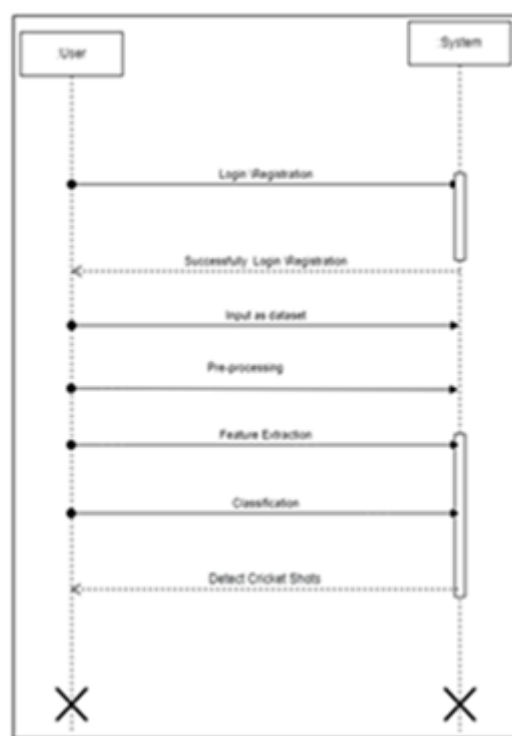 :User
:System
Login \Registration
Successfully Login \Registration
Input as dataset
Pre-processing
Feature Extraction
Classification
Detect Cricket Shots